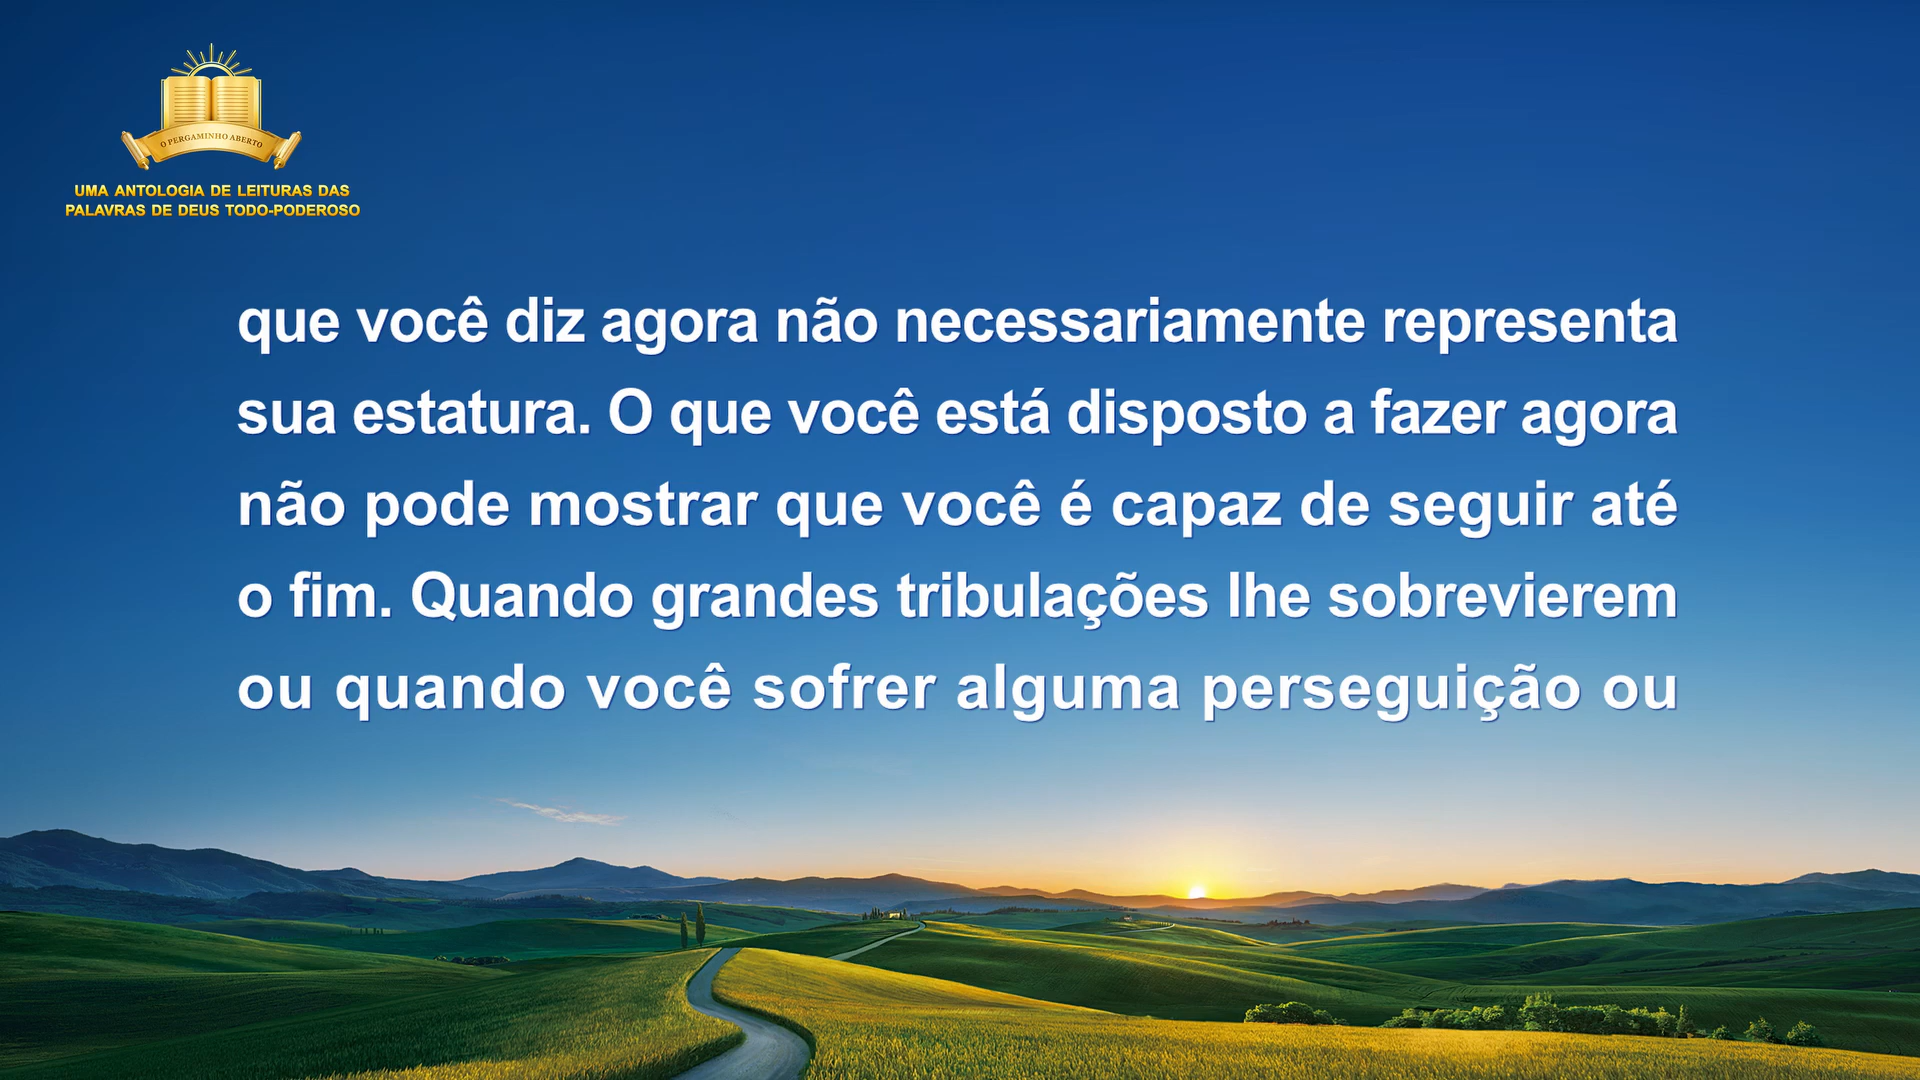 O PERGAMINHO ABERTO
UMA ANTOLOGIA DE LEITURAS DAS
PALAVRAS DE DEUS TODO-PODEROSO
que você diz agora não necessariamente representa
sua estatura. O que você está disposto a fazer agora
não pode mostrar que você é capaz de seguir até
o fim. Quando grandes tribulações lhe sobrevierem
ou quando você sofrer alguma perseguição ou